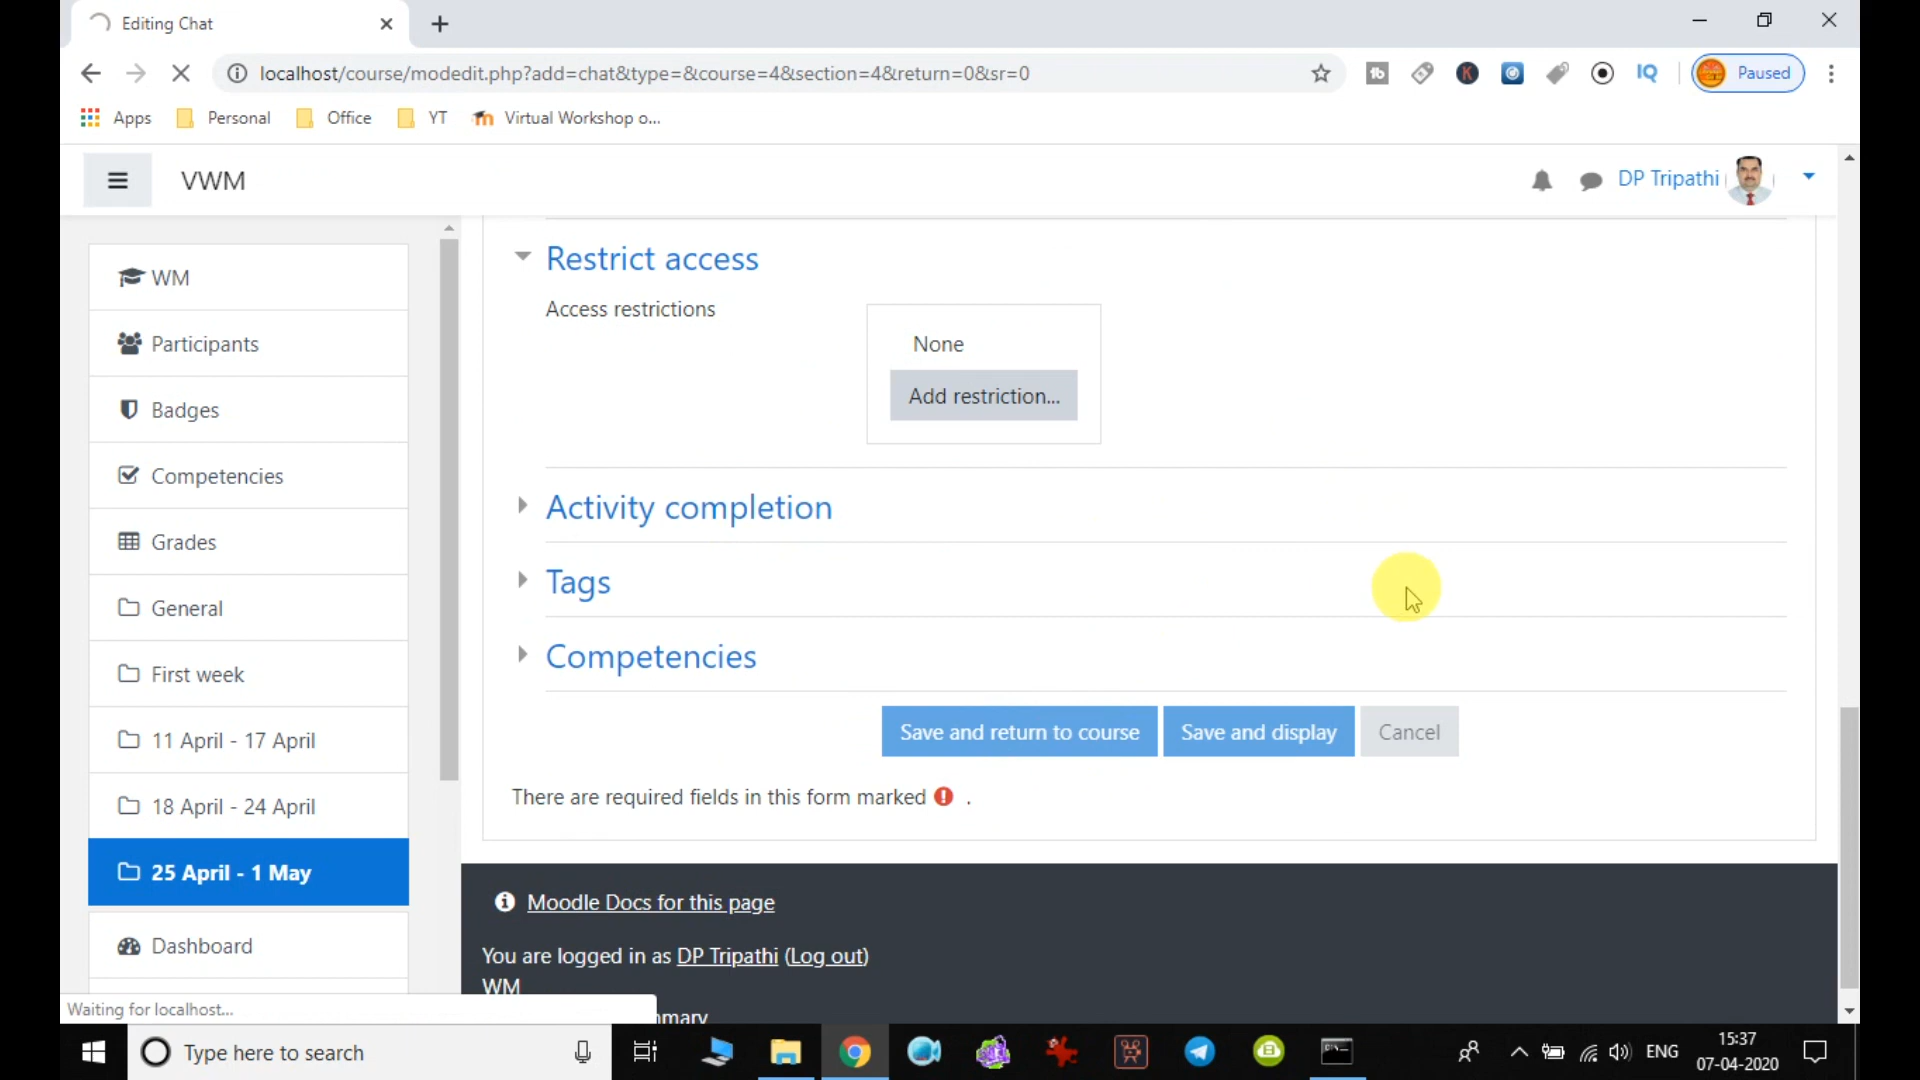 Editing Chat
localhost/course/modedit.php?add=chat&type=&course=4&section=4&return=0&sr=0
Paused
Apps
Personal
Office
YT
Virtual Workshop o...
VWM
DP Tripathi
WM
Participants
Badges
Competencies
Grades
General
First week
11 April - 17 April
18 April - 24 April
25 April - 1 May
Dashboard
Restrict access
Access restrictions
None
Add restriction...
Activity completion
Tags
Competencies
Save and return to course
Save and display
Cancel
There are required fields in this form marked .
Moodle Docs for this page
You are logged in as DP Tripathi (Log out)
WM
Waiting for localhost...
Type here to search
ENG
15:37
07-04-2020